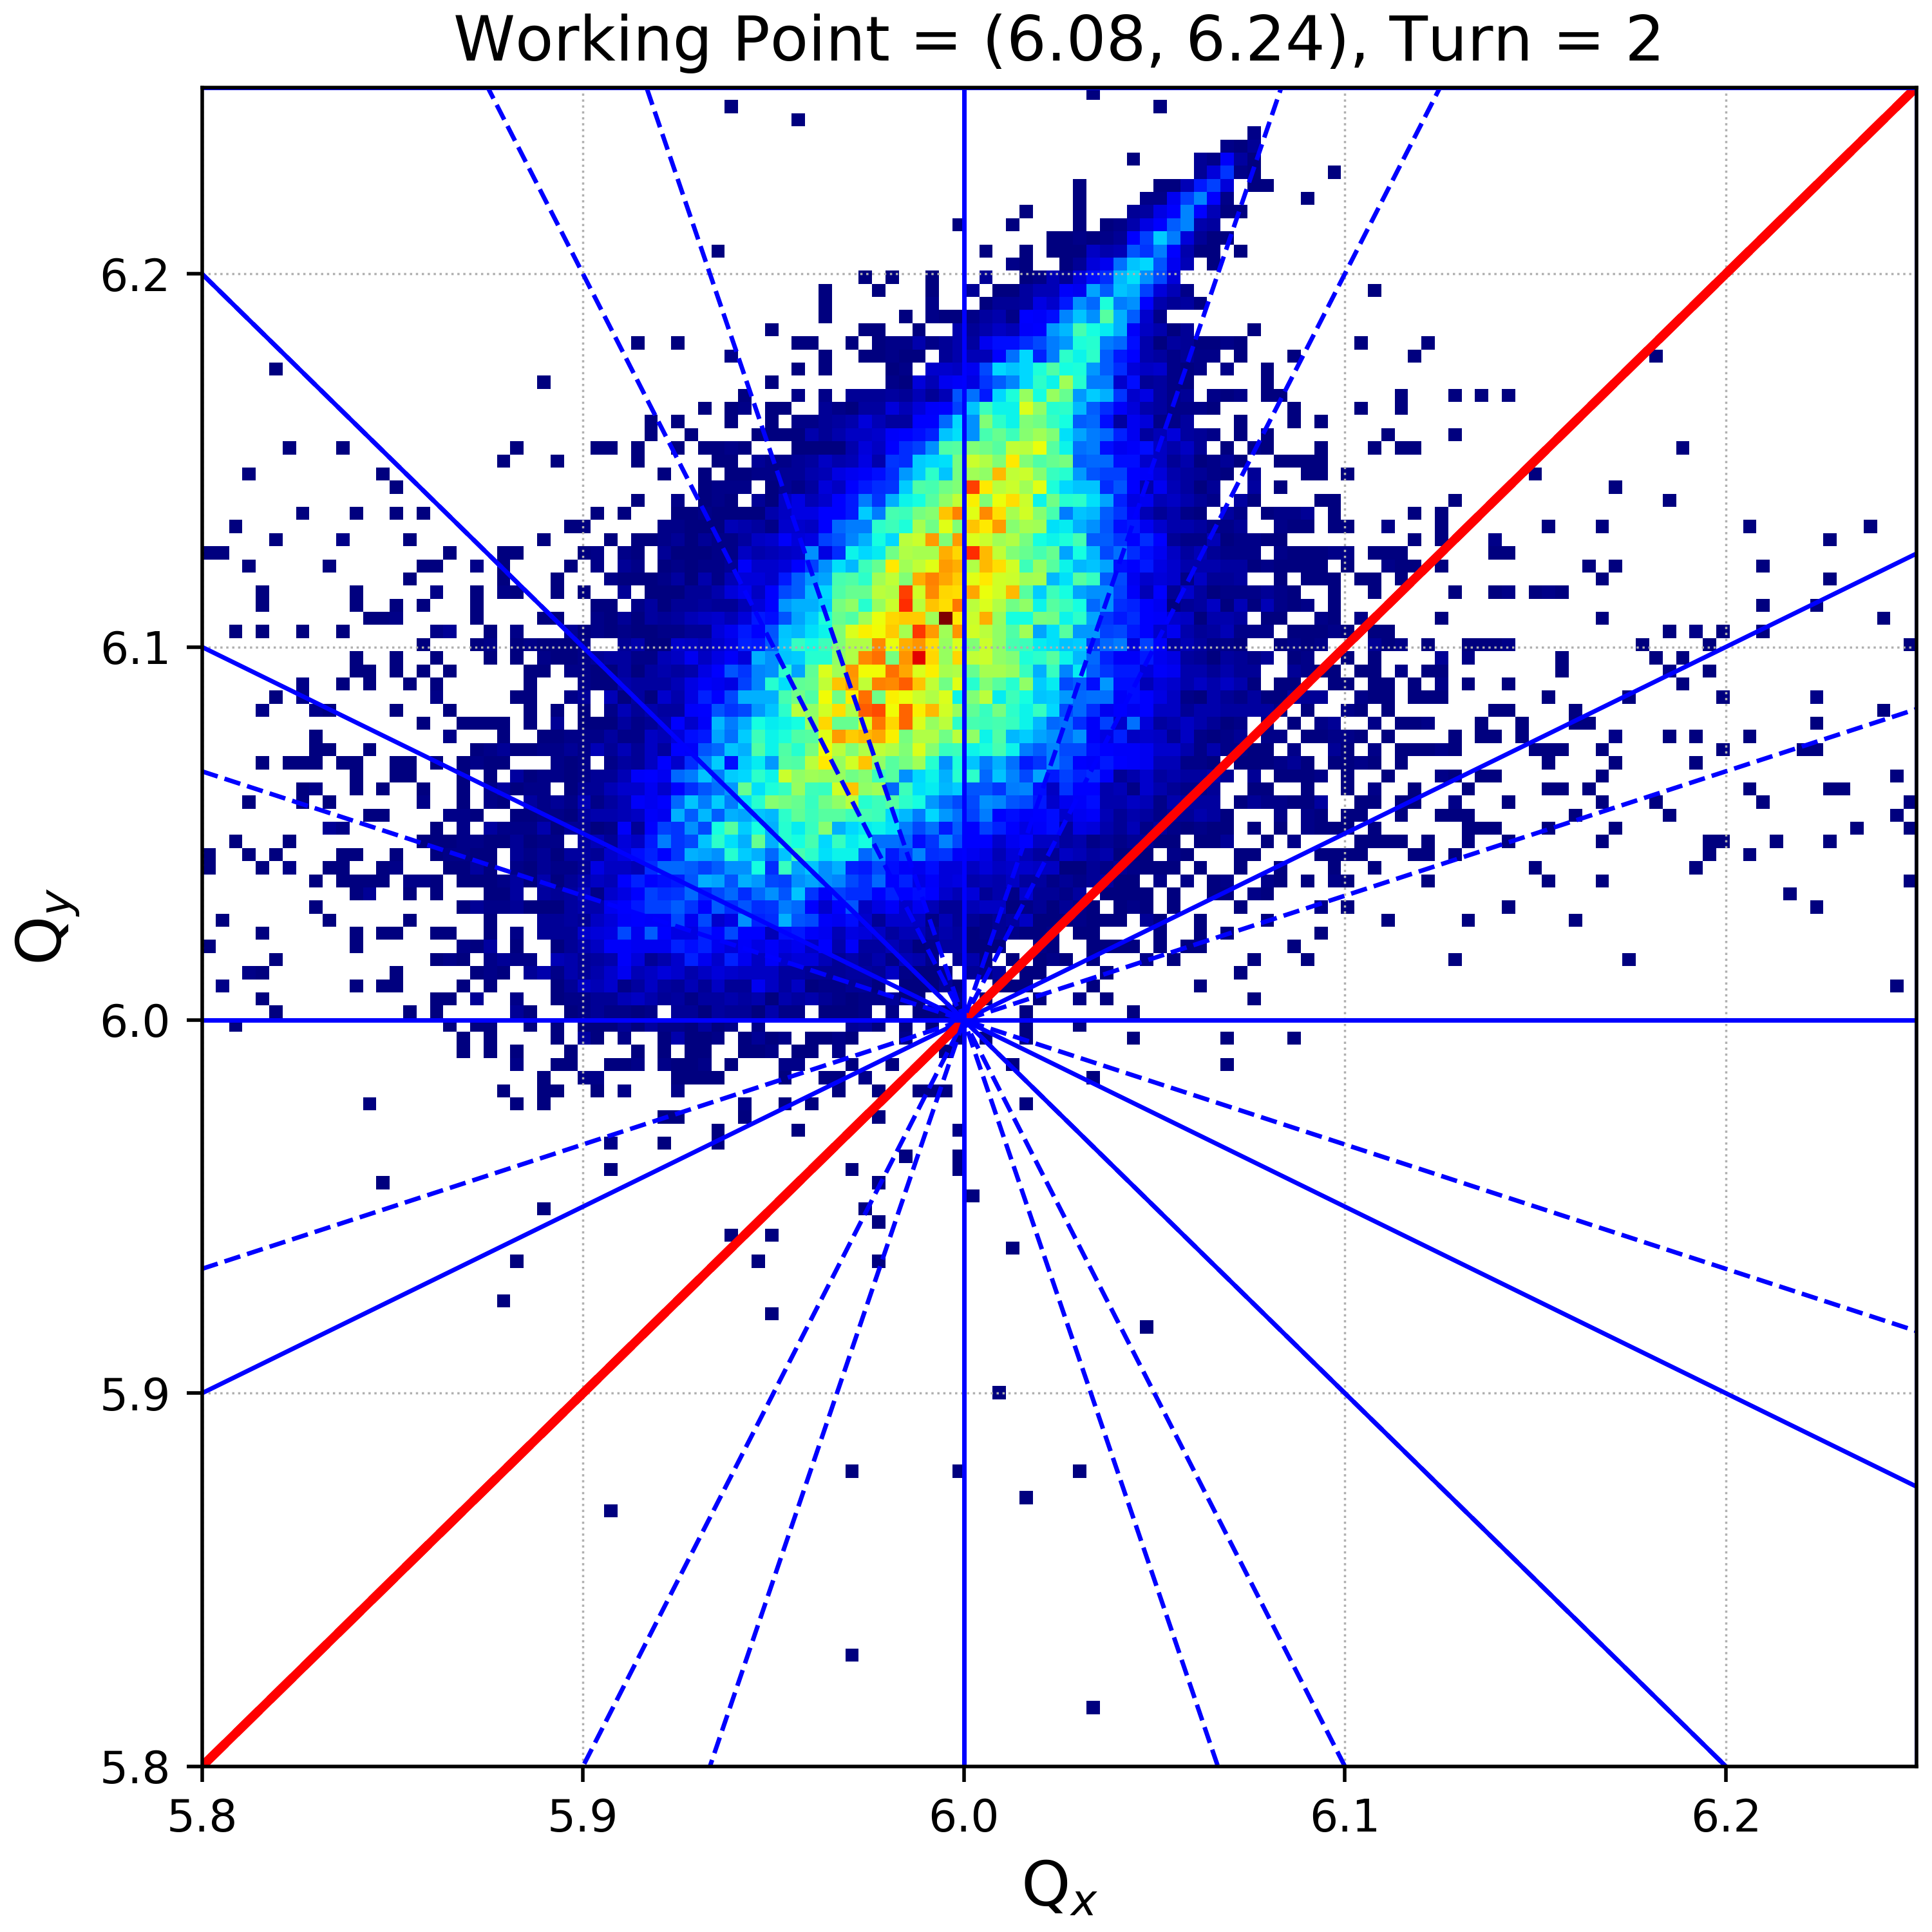 Working Point = (6.08, 6.24), Turn = 2
6.2
6.1
6.0
5.9
5.8
Qy
5.8 5.9 6.0 6.1 6.2
Qx